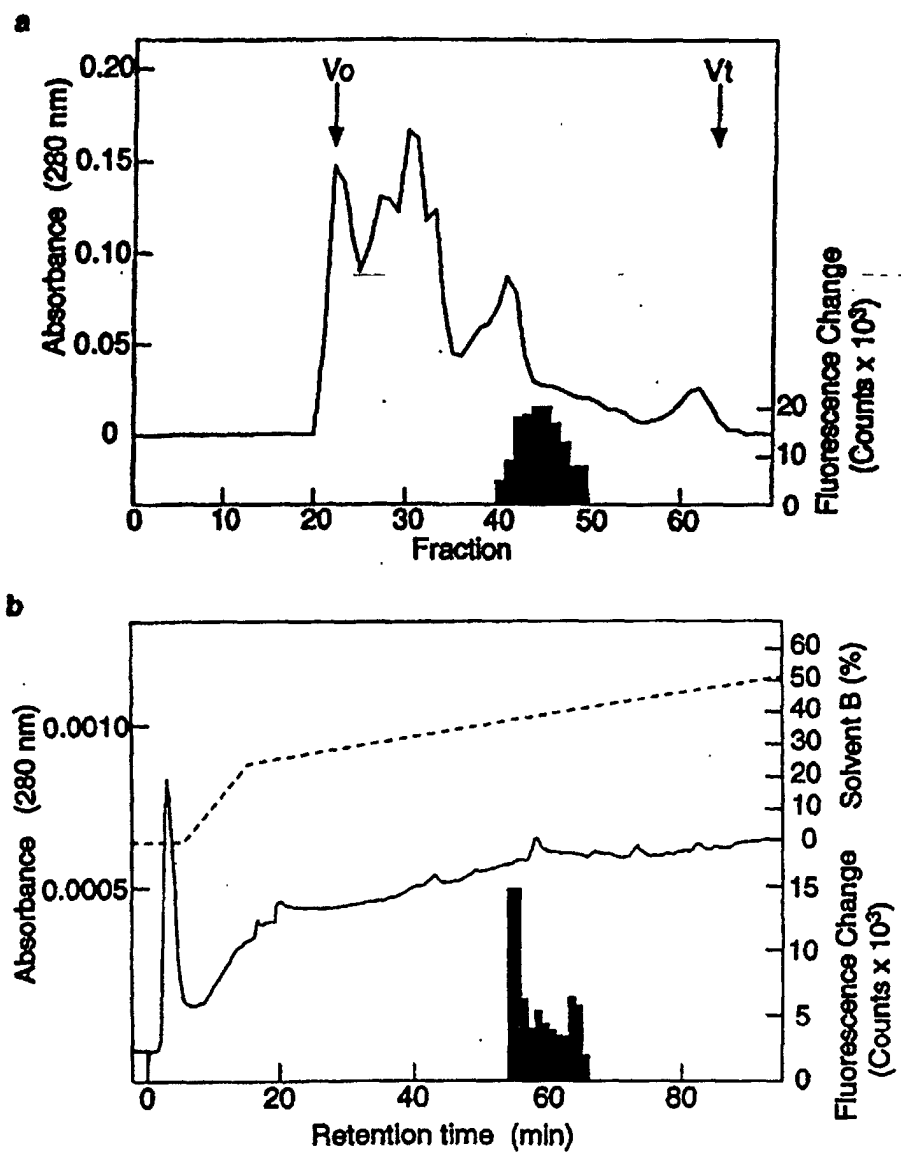 a
Absorbance (280 nm)
0.20
0.15
0.10
0.05
0
Vo
Vt
Fluorescence Change
(Counts x 10³)
20
10
0
0 10 20 30 40 50 60
Fraction
b
Absorbance (280 nm)
0.0010
0.0005
60
50
40
30
20
10
0
Solvent B (%)
15
10
5
0
Fluorescence Change
(Counts x 10³)
0 20 40 60 80
Retention time (min)